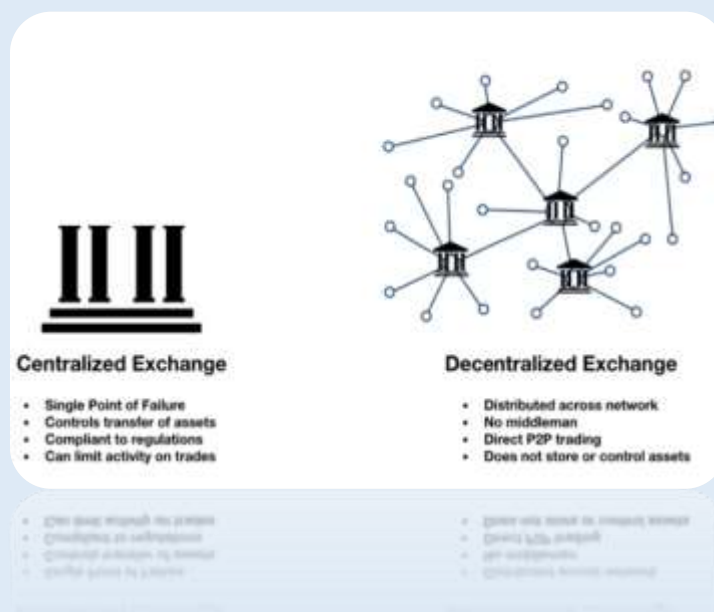 Centralized Exchange
• Single Point of Failure
• Controls transfer of assets
• Compliant to regulations
• Can limit activity on trades
Decentralized Exchange
• Distributed across network
• No middleman
• Direct P2P trading
• Does not store or control assets